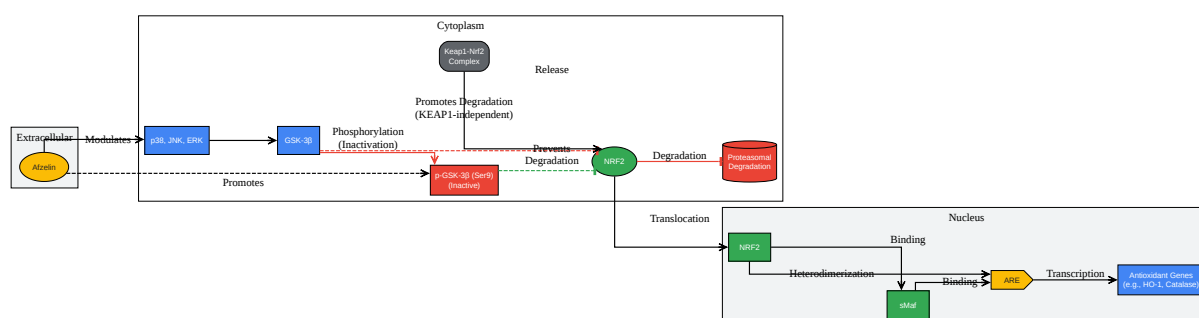 Cytoplasm
Keap1-Nrf2
Complex
Release
Promotes Degradation
(KEAP1-independent)
Extracellular
Modulates
p38, JNK, ERK
GSK-3β
Phosphorylation
(Inactivation)
Prevents
Degradation
NRF2
Degradation
Proteasomal
Degradation
Afzelin
Promotes
p-GSK-3β (Ser9)
(Inactive)
Translocation
Nucleus
NRF2
Binding
Heterodimerization
Binding
ARE
Transcription
Antioxidant Genes
(e.g., HO-1, Catalase)
sMaf